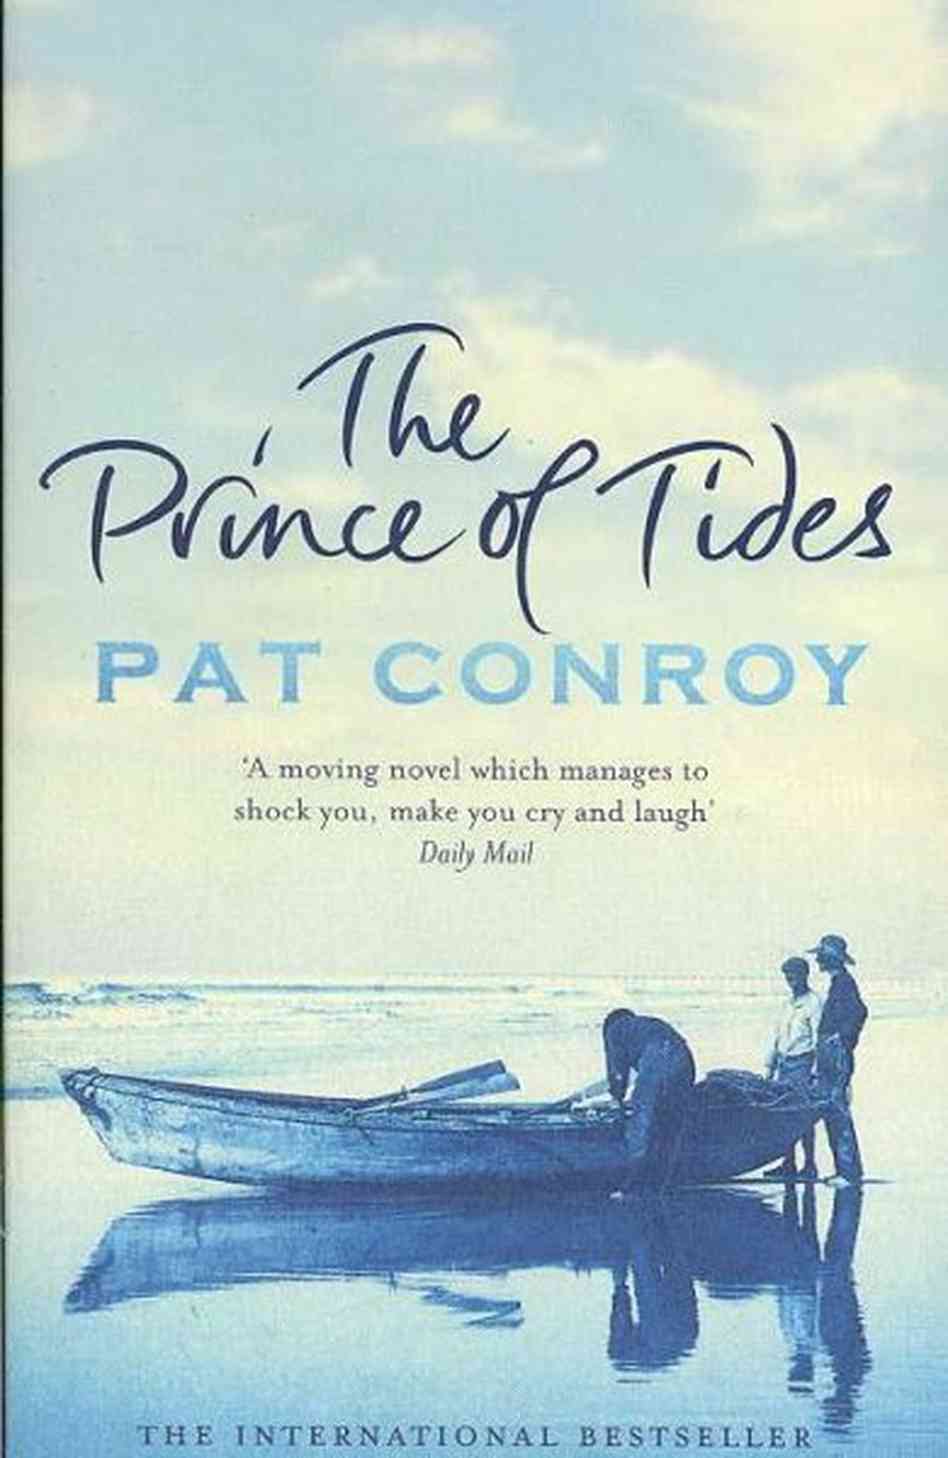 The
Prince of Tides
PAT CONROY
‘A moving novel which manages to
shock you, make you cry and laugh’
Daily Mail
THE INTERNATIONAL BESTSELLER